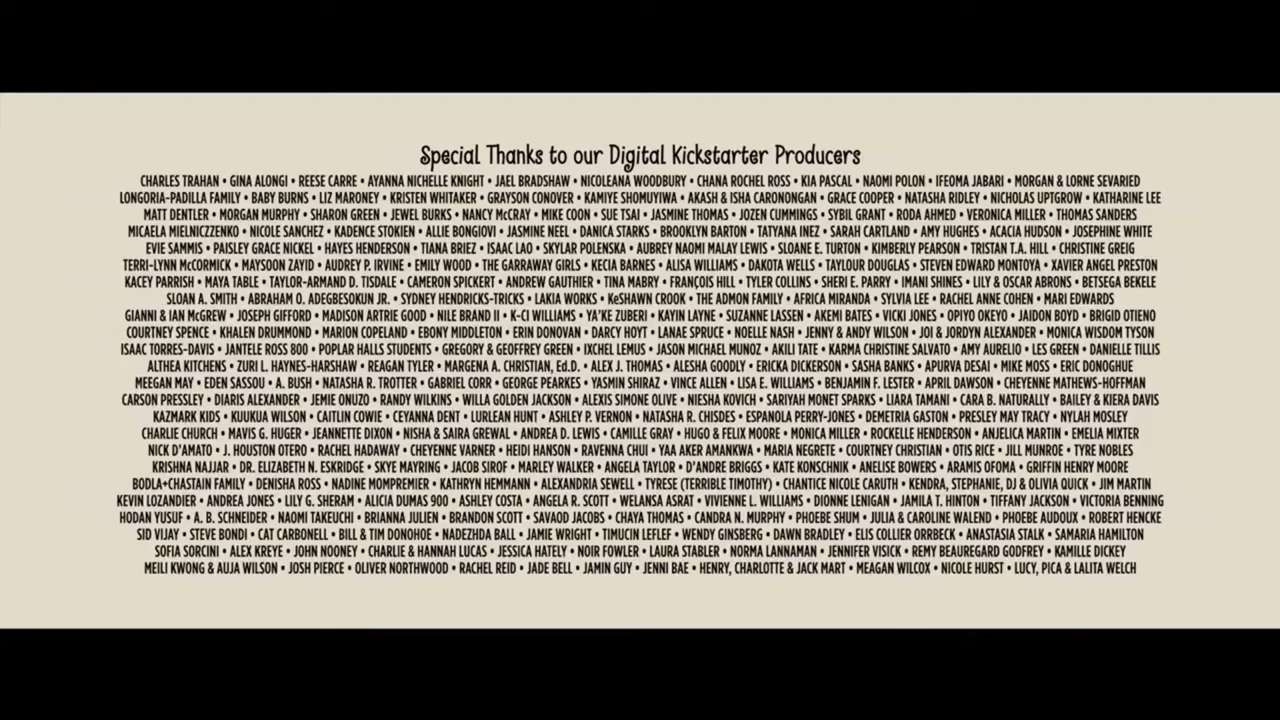 Special Thanks to our Digital Kickstarter Producers
CHARLES TRAHAN • GINA ALONGI • REESE CARRE • AYANNA NICHELLE KNIGHT • JAEL BRADSHAW • NICOLEANA WOODBURY • CHANA ROCHEL ROSS • KIA PASCAL • NAOMI POLON • IFEOMA JABARI • MORGAN & LORNE SEVARIED
LONGORIA-PADILLA FAMILY • BABY BURNS • LIZ MARONEY • KRISTEN WHITAKER • GRAYSON CONOVER • KAMIYE SHOMUYIWA • AKASH & ISHA CARONONGAN • GRACE COOPER • NATASHA RIDLEY • NICHOLAS UPTGROW • KATHARINE LEE
MATT DENTLER • MORGAN MURPHY • SHARON GREEN • JEWEL BURKS • NANCY McCRAY • MIKE COON • SUE TSAI • JASMINE THOMAS • JOZEN CUMMINGS • SYBIL GRANT • RODA AHMED • VERONICA MILLER • THOMAS SANDERS
MICAELA MIELNICZZENKO • NICOLE SANCHEZ • KADENCE STOKIEN • ALLIE BONGIOVI • JASMINE NEEL • DANICA STARKS • BROOKLYN BARTON • TATYANA INEZ • SARAH CARTLAND • AMY HUGHES • ACACIA HUDSON • JOSEPHINE WHITE
EVIE SAMMIS • PAISLEY GRACE NICKEL • HAYES HENDERSON • TIANA BRIEZ • ISAAC LAO • SKYLAR POLENSKA • AUBREY NAOMI MALAY LEWIS • SLOANE E. TURTON • KIMBERLY PEARSON • TRISTAN T.A. HILL • CHRISTINE GREIG
TERRI-LYNN McCORMICK • MAYSOON ZAYID • AUDREY P. IRVINE • EMILY WOOD • THE GARRAWAY GIRLS • KECIA BARNES • ALISA WILLIAMS • DAKOTA WELLS • TAYLOUR DOUGLAS • STEVEN EDWARD MONTOYA • XAVIER ANGEL PRESTON
KACEY PARRISH • MAYA TABLE • TAYLOR-ARMAND D. TISDALE • CAMERON SPICKERT • ANDREW GAUTHIER • TINA MABRY • FRANÇOIS HILL • TYLER COLLINS • SHERI E. PARRY • IMANI SHINES • LILY & OSCAR ABRONS • BETSEGA BEKELE
SLOAN A. SMITH • ABRAHAM O. ADEGBESOKUN JR. • SYDNEY HENDRICKS-TRICKS • LAKIA WORKS • KeSHAWN CROOK • THE ADMON FAMILY • AFRICA MIRANDA • SYLVIA LEE • RACHEL ANNE COHEN • MARI EDWARDS
GIANNI & IAN McGREW • JOSEPH GIFFORD • MADISON ARTRIE GOOD • NILE BRAND II • K-CI WILLIAMS • YA'KE ZUBERI • KAYIN LAYNE • SUZANNE LASSEN • AKEMI BATES • VICKI JONES • OPIYO OKEYO • JAIDON BOYD • BRIGID OTIENO
COURTNEY SPENCE • KHALEN DRUMMOND • MARION COPELAND • EBONY MIDDLETON • ERIN DONOVAN • DARCY HOYT • LANAE SPRUCE • NOELLE NASH • JENNY & ANDY WILSON • JOI & JORDYN ALEXANDER • MONICA WISDOM TYSON
ISAAC TORRES-DAVIS • JANTELE ROSS 800 • POPLAR HALLS STUDENTS • GREGORY & GEOFFREY GREEN • IXCHEL LEMUS • JASON MICHAEL MUNOZ • AKILI TATE • KARMA CHRISTINE SALVATO • AMY AURELIO • LES GREEN • DANIELLE TILLIS
ALTHEA KITCHENS • ZURI L. HAYNES-HARSHAW • REAGAN TYLER • MARGENA A. CHRISTIAN, Ed.D. • ALEX J. THOMAS • ALESHA GOODLY • ERICKA DICKERSON • SASHA BANKS • APURVA DESAI • MIKE MOSS • ERIC DONOGHUE
MEEGAN MAY • EDEN SASSOU • A. BUSH • NATASHA R. TROTTER • GABRIEL CORR • GEORGE PEARKES • YASMIN SHIRAZ • VINCE ALLEN • LISA E. WILLIAMS • BENJAMIN F. LESTER • APRIL DAWSON • CHEYENNE MATHEWS-HOFFMAN
CARSON PRESSLEY • DIARIS ALEXANDER • JEMIE ONUZO • RANDY WILKINS • WILLA GOLDEN JACKSON • ALEXIS SIMONE OLIVE • NIESHA KOVICH • SARIYAH MONET SPARKS • LIARA TAMANI • CARA B. NATURALLY • BAILEY & KIERA DAVIS
KAZMARK KIDS • KUUKUA WILSON • CAITLIN COWIE • CEYANNA DENT • LURLEAN HUNT • ASHLEY P. VERNON • NATASHA R. CHISDES • ESPANOLA PERRY-JONES • DEMETRIA GASTON • PRESLEY MAY TRACY • NYLAH MOSLEY
CHARLIE CHURCH • MAVIS G. HUGER • JEANNETTE DIXON • NISHA & SAIRA GREWAL • ANDREA D. LEWIS • CAMILLE GRAY • HUGO & FELIX MOORE • MONICA MILLER • ROCKELLE HENDERSON • ANJELICA MARTIN • EMELIA MIXTER
NICK D'AMATO • J. HOUSTON OTERO • RACHEL HADAWAY • CHEYENNE VARNER • HEIDI HANSON • RAVENNA CHUI • YAA AKER AMANKWA • MARIA NEGRETE • COURTNEY CHRISTIAN • OTIS RICE • JILL MUNROE • TYRE NOBLES
KRISHNA NAJJAR • DR. ELIZABETH N. ESKRIDGE • SKYE MAYRING • JACOB SIROF • MARLEY WALKER • ANGELA TAYLOR • D'ANDRE BRIGGS • KATE KONSCHNIK • ANELISE BOWERS • ARAMIS OFOMA • GRIFFIN HENRY MOORE
BODLA+CHASTAIN FAMILY • DENISHA ROSS • NADINE MOMPREMIER • KATHRYN HEMMANN • ALEXANDRIA SEWELL • TYRESE (TERRIBLE TIMOTHY) • CHANTICE NICOLE CARUTH • KENDRA, STEPHANIE, DJ & OLIVIA QUICK • JIM MARTIN
KEVIN LOZANDIER • ANDREA JONES • LILY G. SHERAM • ALICIA DUMAS 900 • ASHLEY COSTA • ANGELA R. SCOTT • WELANSA ASRAT • VIVIENNE L. WILLIAMS • DIONNE LENIGAN • JAMILA T. HINTON • TIFFANY JACKSON • VICTORIA BENNING
HODAN YUSUF • A. B. SCHNEIDER • NAOMI TAKEUCHI • BRIANNA JULIEN • BRANDON SCOTT • SAVAOD JACOBS • CHAYA THOMAS • CANDRA N. MURPHY • PHOEBE SHUM • JULIA & CAROLINE WALEND • PHOEBE AUDOUX • ROBERT HENCKE
SID VIJAY • STEVE BONDI • CAT CARBONELL • BILL & TIM DONOHOE • NADEZHDA BALL • JAMIE WRIGHT • TIMUCIN LEFLEF • WENDY GINSBERG • DAWN BRADLEY • ELIS COLLIER ORRBECK • ANASTASIA STALK • SAMARIA HAMILTON
SOFIA SORCINI • ALEX KREYE • JOHN NOONEY • CHARLIE & HANNAH LUCAS • JESSICA HATELY • NOIR FOWLER • LAURA STABLER • NORMA LANNAMAN • JENNIFER VISICK • REMY BEAUREGARD GODFREY • KAMILLE DICKEY
MEILI KWONG & AUJA WILSON • JOSH PIERCE • OLIVER NORTHWOOD • RACHEL REID • JADE BELL • JAMIN GUY • JENNI BAE • HENRY, CHARLOTTE & JACK MART • MEAGAN WILCOX • NICOLE HURST • LUCY, PICA & LALITA WELCH